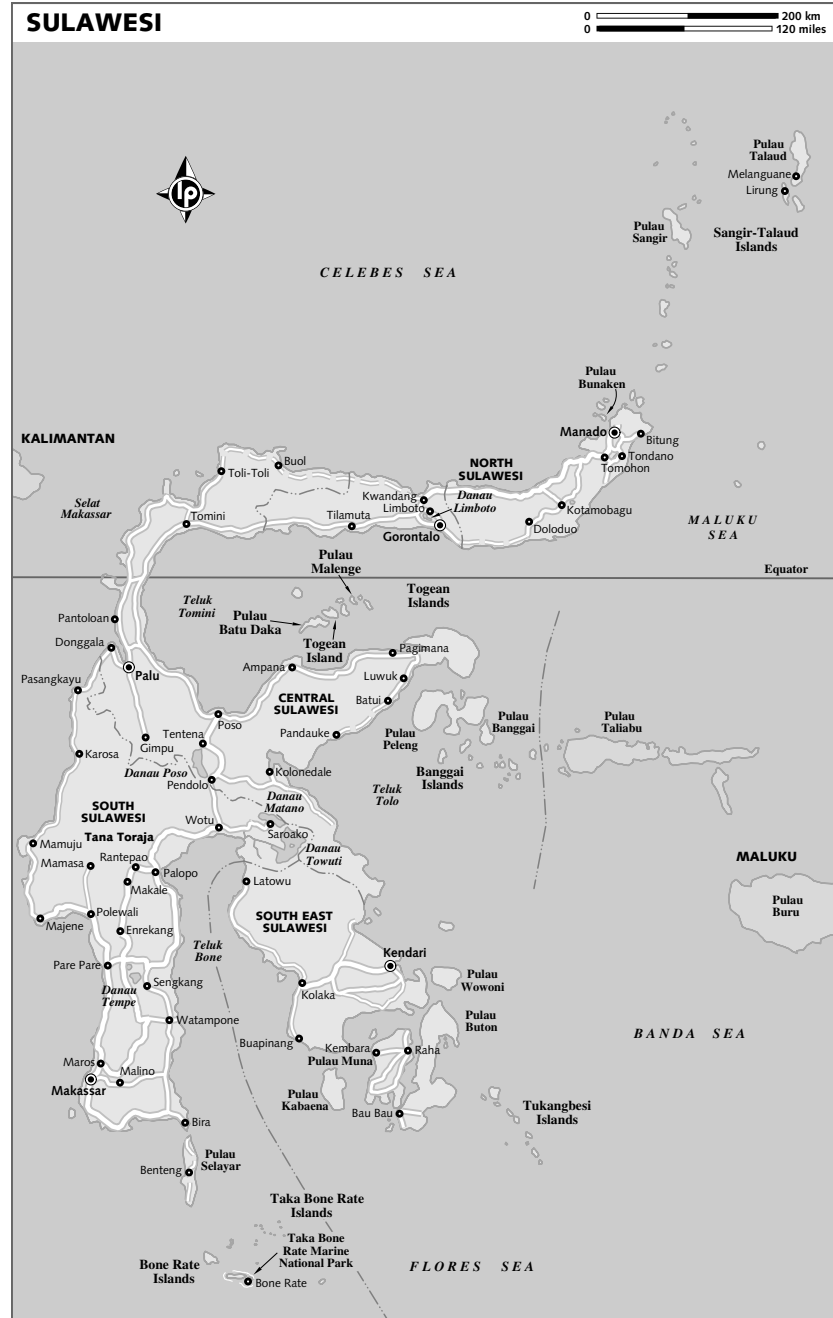 SULAWESI
0 200 km
0 120 miles
Pulau
Talaud
Melanguane
Lirung
lp
Pulau
Sangir
Sangir-Talaud
Islands
CELEBES SEA
Pulau
Bunaken
KALIMANTAN
Manado
Bitung
Buol
Toli-Toli
NORTH
SULAWESI
Tondano
Tomohon
Selat
Makassar
Kwandang
Limboto
Danau
Limboto
Kotamobagu
Tomini
Tilamuta
Gorontalo
Doloduo
MALUKU
SEA
Pulau
Malenge
Equator
Teluk
Tomini
Togean
Islands
Pantoloan
Pulau
Batu Daka
Togean
Island
Donggala
Pagimana
Palu
Ampana
Luwuk
Pasangkayu
CENTRAL
SULAWESI
Batui
Poso
Pulau
Banggai
Pulau
Taliabu
Tentena
Pandauke
Pulau
Peleng
Gimpu
Karosa
Banggai
Islands
Danau Poso
Kolonedale
Pendolo
Teluk
Tolo
Danau
Matano
SOUTH
SULAWESI
Wotu
Tana Toraja
Saroako
Mamuju
Danau
Towuti
Rantepao
Mamasa
MALUKU
Palopo
Makale
Latowu
Pulau
Buru
Polewali
Majene
SOUTH EAST
SULAWESI
Enrekang
Teluk
Bone
Kendari
Pare Pare
Pulau
Wowoni
Danau
Tempe
Sengkang
Kolaka
Pulau
Buton
Watampone
BANDA SEA
Buapinang
Kembara
Raha
Pulau Muna
Maros
Malino
Makassar
Pulau
Kabaena
Bau Bau
Tukangbesi
Islands
Bira
Pulau
Selayar
Benteng
Taka Bone Rate
Islands
Taka Bone
Rate Marine
National Park
Bone Rate
Islands
FLORES SEA
Bone Rate